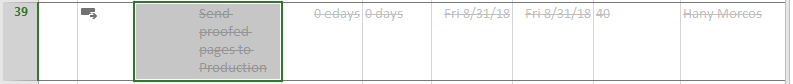 39 Send 0 edays 0 days Fri 8/31/18 Fri 8/31/18 40 Hany Morcos
proofed
pages to
Production